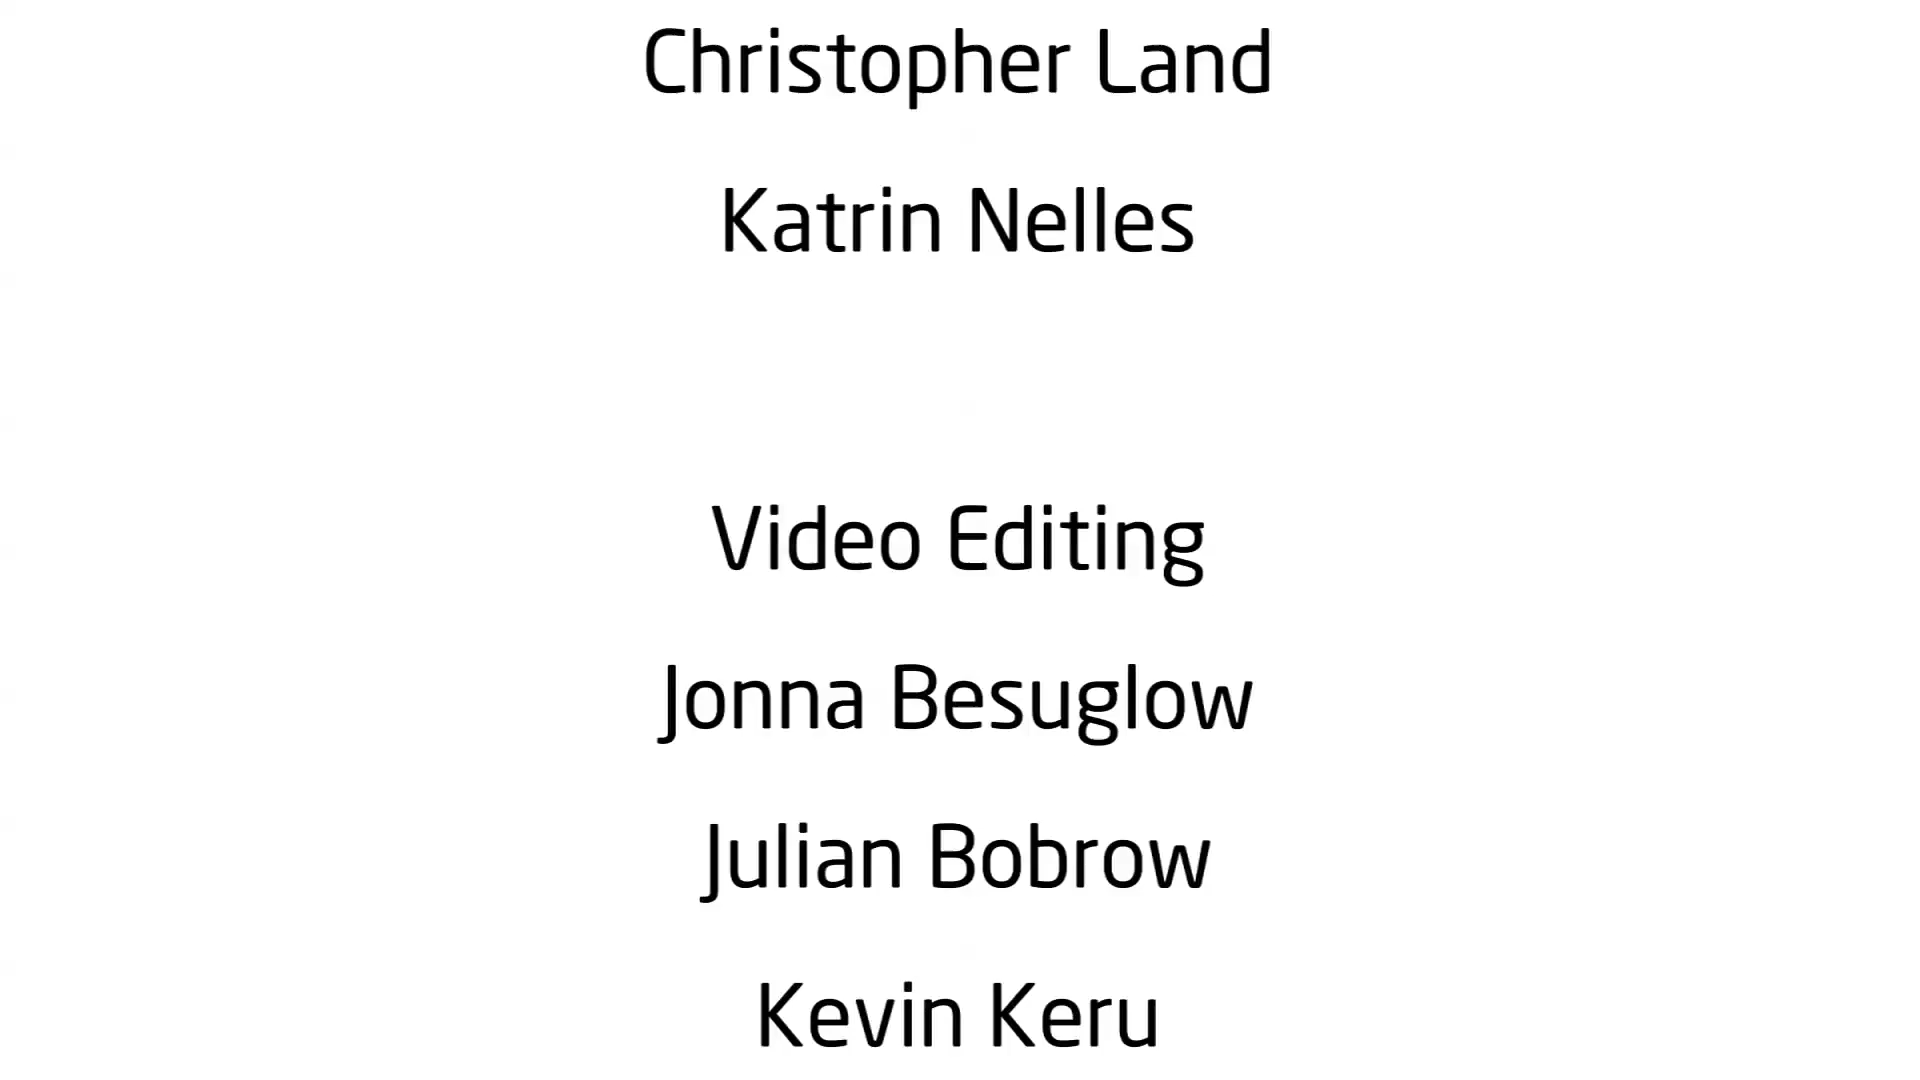 Christopher Land
Katrin Nelles
Video Editing
Jonna Besuglow
Julian Bobrow
Kevin Keru